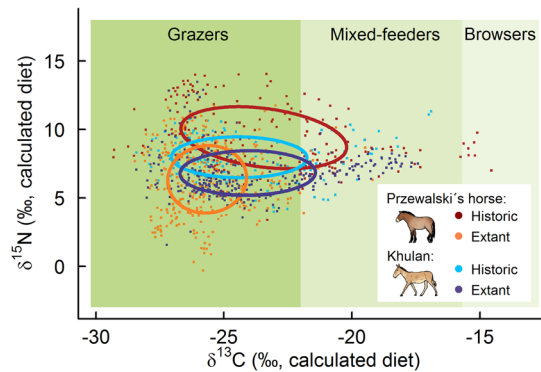 Grazers
Mixed-feeders
Browsers
15
10
5
0
δ15N (‰, calculated diet)
Przewalski´s horse:
Historic
Extant
Khulan:
Historic
Extant
-30
-25
-20
-15
δ13C (‰, calculated diet)